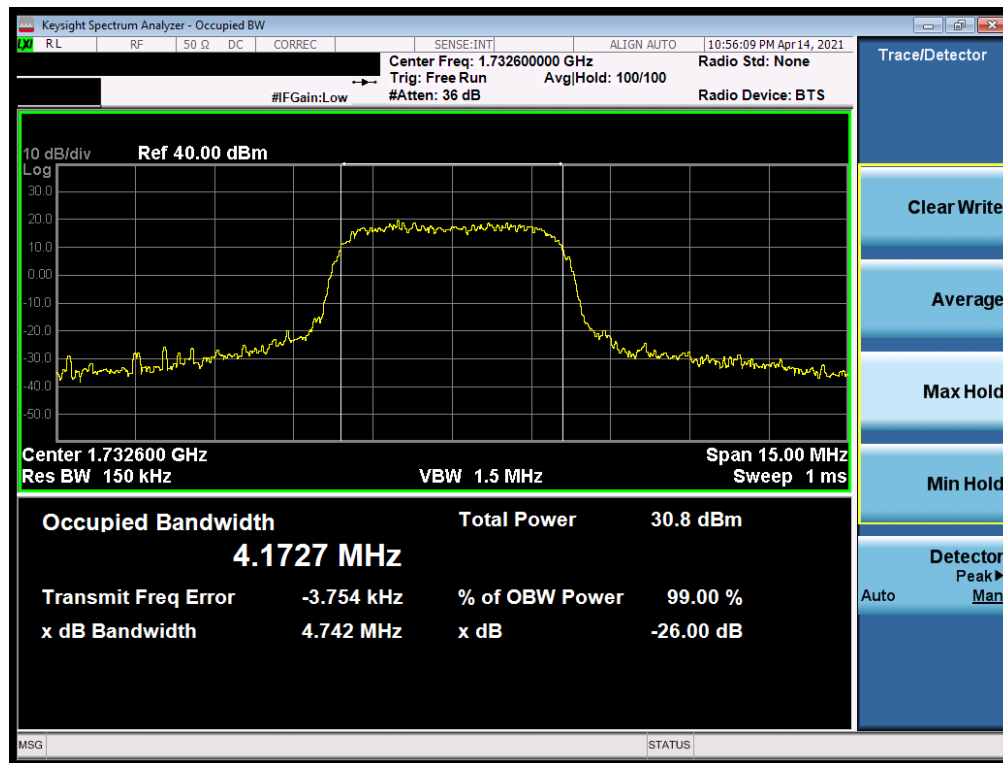 Keysight Spectrum Analyzer - Occupied BW
LXI RL RF 50 Ω DC CORREC SENSE:INT ALIGN AUTO 10:56:09 PM Apr 14, 2021
Center Freq: 1.732600000 GHz Radio Std: None
Trig: Free Run Avg|Hold: 100/100
#IFGain:Low #Atten: 36 dB Radio Device: BTS
10 dB/div Ref 40.00 dBm
Log
30.0
20.0
10.0
0.00
-10.0
-20.0
-30.0
-40.0
-50.0
Center 1.732600 GHz Span 15.00 MHz
Res BW 150 kHz VBW 1.5 MHz Sweep 1 ms
Occupied Bandwidth Total Power 30.8 dBm
4.1727 MHz
Transmit Freq Error -3.754 kHz % of OBW Power 99.00 %
x dB Bandwidth 4.742 MHz x dB -26.00 dB
MSG STATUS
Trace/Detector
Clear Write
Average
Max Hold
Min Hold
Detector
Peak▶
Auto Man